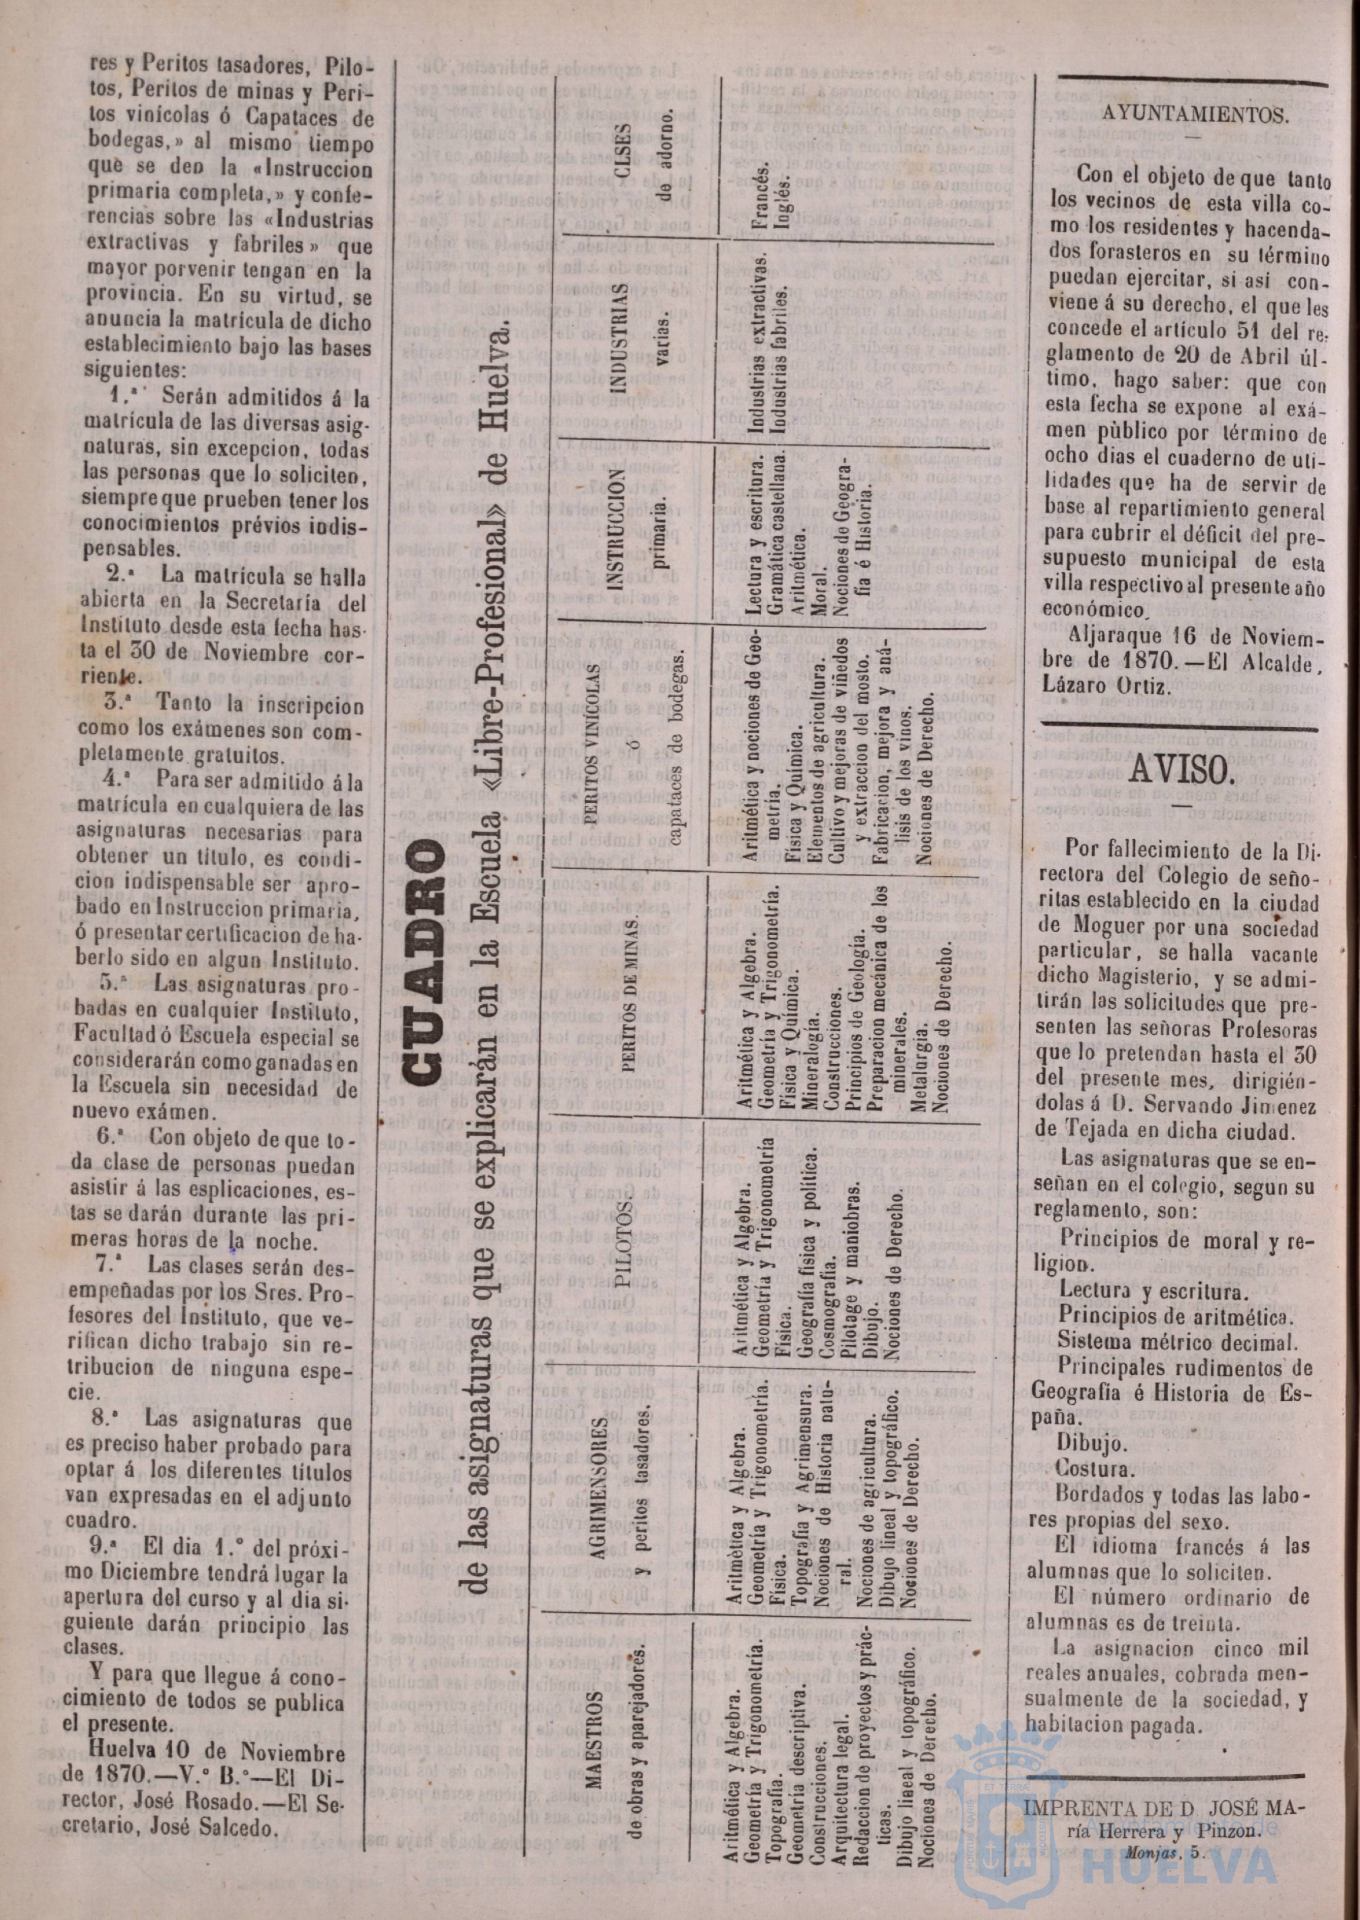 res y Peritos tasadores, Pilo-
tos, Peritos de minas y Peri-
tos vinícolas ó Capataces de
bodegas,» al mismo tiempo
que se den la «Instruccion
primaria completa,» y confe-
rencias sobre las «Industrias
extractivas y fabriles» que
mayor porvenir tengan en la
provincia. En su virtud, se
anuncia la matrícula de dicho
establecimiento bajo las bases
siguientes:
1.ª Serán admitidos á la
matrícula de las diversas asig-
naturas, sin excepcion, todas
las personas que lo soliciten,
siempre que prueben tener los
conocimientos prévios indis-
pensables.
2.ª La matrícula se halla
abierta en la Secretaría del
Instituto desde esta fecha has-
ta el 30 de Noviembre cor-
riente.
3.ª Tanto la inscripcion
como los exámenes son com-
pletamente gratuitos.
4.ª Para ser admitido á la
matrícula en cualquiera de las
asignaturas necesarias para
obtener un título, es condi-
cion indispensable ser apro-
bado en Instruccion primaria,
ó presentar certificacion de ha-
berlo sido en algun Instituto.
5.ª Las asignaturas pro-
badas en cualquier Instituto,
Facultad ó Escuela especial se
considerarán como ganadas en
la Escuela sin necesidad de
nuevo exámen.
6.ª Con objeto de que to-
da clase de personas puedan
asistir á las esplicaciones, es-
tas se darán durante las pri-
meras horas de la noche.
7.ª Las clases serán des-
empeñadas por los Sres. Pro-
fesores del Instituto, que ve-
rifican dicho trabajo sin re-
tribucion de ninguna espe-
cie.
8.ª Las asignaturas que
es preciso haber probado para
optar á los diferentes títulos
van expresadas en el adjunto
cuadro.
9.ª El dia 1.º del próxi-
mo Diciembre tendrá lugar la
apertura del curso y al dia si-
guiente darán principio las
clases.
Y para que llegue á cono-
cimiento de todos se publica
el presente.
Huelva 10 de Noviembre
de 1870.—V.º B.º—El Di-
rector, José Rosado.—El Se-
cretario, José Salcedo.
CUADRO
de las asignaturas que se explicarán en la Escuela «Libre-Profesional» de Huelva.
MAESTROS
de obras y aparejadores.
Aritmética y Algebra.
Geometría y Trigonometría.
Topografía.
Geometría descriptiva.
Construcciones.
Arquitectura legal.
Redaccion de proyectos y prác-
ticas.
Dibujo lineal y topográfico.
Nociones de Derecho.
AGRIMENSORES
y peritos tasadores.
Aritmética y Algebra.
Geometría y Trigonometría.
Física.
Topografía y Agrimensura.
Nociones de Historia natu-
ral.
Nociones de agricultura.
Dibujo lineal y topográfico.
Nociones de Derecho.
PILOTOS.
Aritmética y Algebra.
Geometría y Trigonometría
Física.
Geografía física y política.
Cosmografía.
Pilotage y maniobras.
Dibujo.
Nociones de Derecho.
PERITOS DE MINAS.
Aritmética y Algebra.
Geometría y Trigonometría.
Física y Química.
Mineralogía.
Construcciones.
Principios de Geología.
Preparacion mecánica de los
minerales.
Metalurgia.
Nociones de Derecho.
PERITOS VINÍCOLAS
ó
capataces de bodegas.
Aritmética y nociones de Geo-
metría.
Física y Química.
Elementos de agricultura.
Cultivo y mejoras de viñedos
y extraccion del mosto.
Fabricacion, mejora y aná-
lisis de los vinos.
Nociones de Derecho.
INSTRUCCION
primaria.
Lectura y escritura.
Gramática castellana.
Aritmética.
Moral.
Nociones de Geogra-
fía é Historia.
INDUSTRIAS
varias.
Industrias extractivas.
Industrias fabriles.
CLSES
de adorno.
Francés.
Inglés.
AYUNTAMIENTOS.
Con el objeto de que tanto
los vecinos de esta villa co-
mo los residentes y hacenda-
dos forasteros en su término
puedan ejercitar, si así con-
viene á su derecho, el que les
concede el artículo 51 del re-
glamento de 20 de Abril úl-
timo, hago saber: que con
esta fecha se expone al exá-
men pùblico por término de
ocho dias el cuaderno de uti-
lidades que ha de servir de
base al repartimiento general
para cubrir el déficit del pre-
supuesto municipal de esta
villa respectivo al presente año
económico.
Aljaraque 16 de Noviem-
bre de 1870.—El Alcalde,
Lázaro Ortiz.
AVISO.
Por fallecimiento de la Di-
rectora del Colegio de seño-
ritas establecido en la ciudad
de Moguer por una sociedad
particular, se halla vacante
dicho Magisterio, y se admi-
tirán las solicitudes que pre-
senten las señoras Profesoras
que lo pretendan hasta el 30
del presente mes, dirigién-
dolas á D. Servando Jimenez
de Tejada en dicha ciudad.
Las asignaturas que se en-
señan en el colegio, segun su
reglamento, son:
Principios de moral y re-
ligion.
Lectura y escritura.
Principios de aritmética.
Sistema métrico decimal.
Principales rudimentos de
Geografia é Historia de Es-
paña.
Dibujo.
Costura.
Bordados y todas las labo-
res propias del sexo.
El idioma francés á las
alumnas que lo soliciten.
El número ordinario de
alumnas es de treinta.
La asignacion cinco mil
reales anuales, cobrada men-
sualmente de la sociedad, y
habitacion pagada.
IMPRENTA DE D JOSÉ MA-
ría Herrera y Pinzon.
Monjas, 5.
Ayuntamiento de
HUELVA